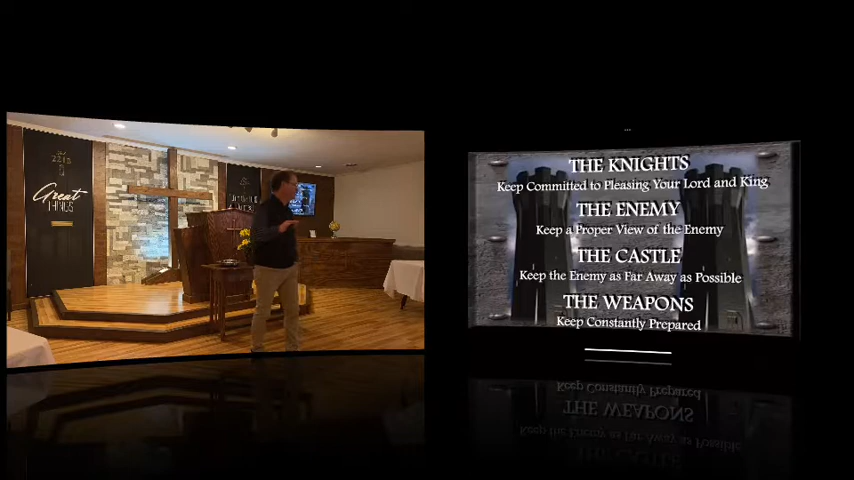 Great
THINGS
THE KNIGHTS
Keep Committed to Pleasing Your Lord and King
THE ENEMY
Keep a Proper View of the Enemy
THE CASTLE
Keep the Enemy as Far Away as Possible
THE WEAPONS
Keep Constantly Prepared